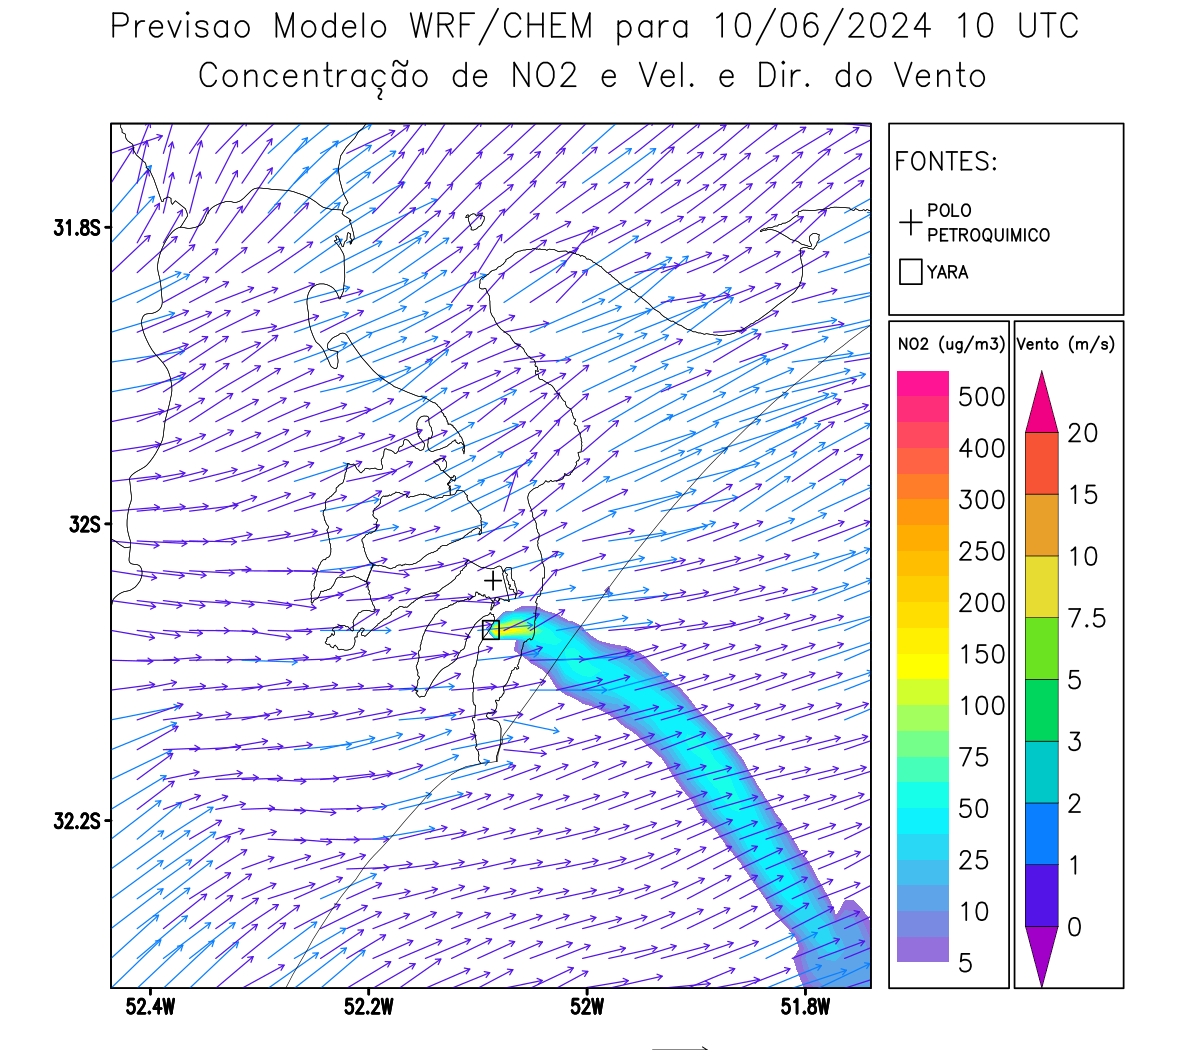 Previsao Modelo WRF/CHEM para 10/06/2024 10 UTC
Concentração de NO2 e Vel. e Dir. do Vento
FONTES:
POLO
PETROQUIMICO
YARA
NO2 (ug/m3)
500
400
300
250
200
150
100
75
50
25
10
5
Vento (m/s)
20
15
10
7.5
5
3
2
1
0
31.8S
32S
32.2S
52.4W
52.2W
52W
51.8W